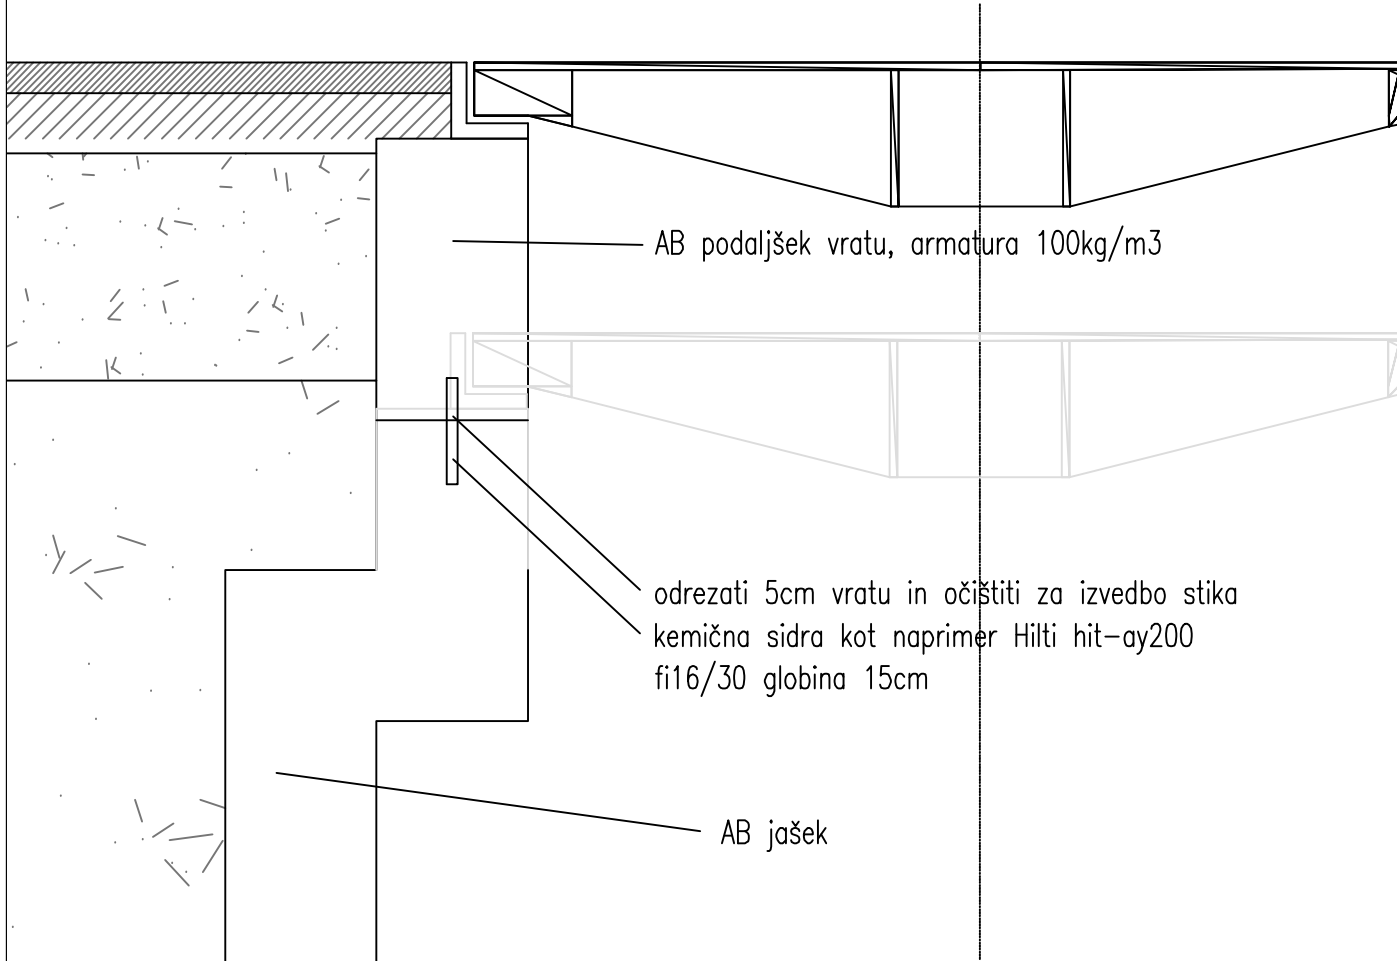 AB podaljšek vratu, armatura 100kg/m3
odrezati 5cm vratu in očištiti za izvedbo stika
kemična sidra kot naprimer Hilti hit-ay200
fi16/30 globina 15cm
AB jašek